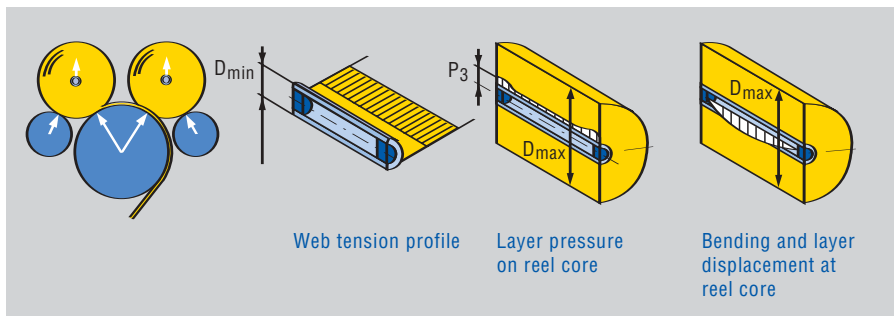 Dmin
P3
Dmax
Dmax
Web tension profile
Layer pressure
on reel core
Bending and layer
displacement at
reel core